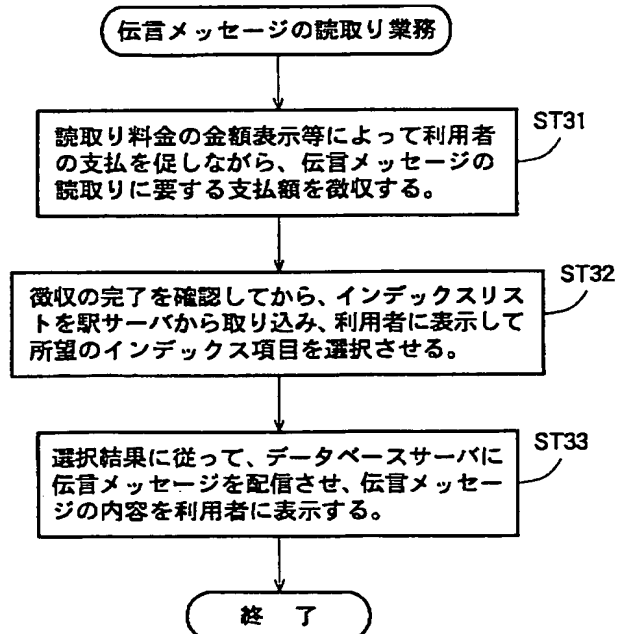 伝言メッセージの読取り業務
ST31
読取り料金の金額表示等によって利用者
の支払を促しながら、伝言メッセージの
読取りに要する支払額を徴収する。
ST32
徴収の完了を確認してから、インデックスリス
トを駅サーバから取り込み、利用者に表示して
所望のインデックス項目を選択させる。
ST33
選択結果に従って、データベースサーバに
伝言メッセージを配信させ、伝言メッセー
ジの内容を利用者に表示する。
終 了